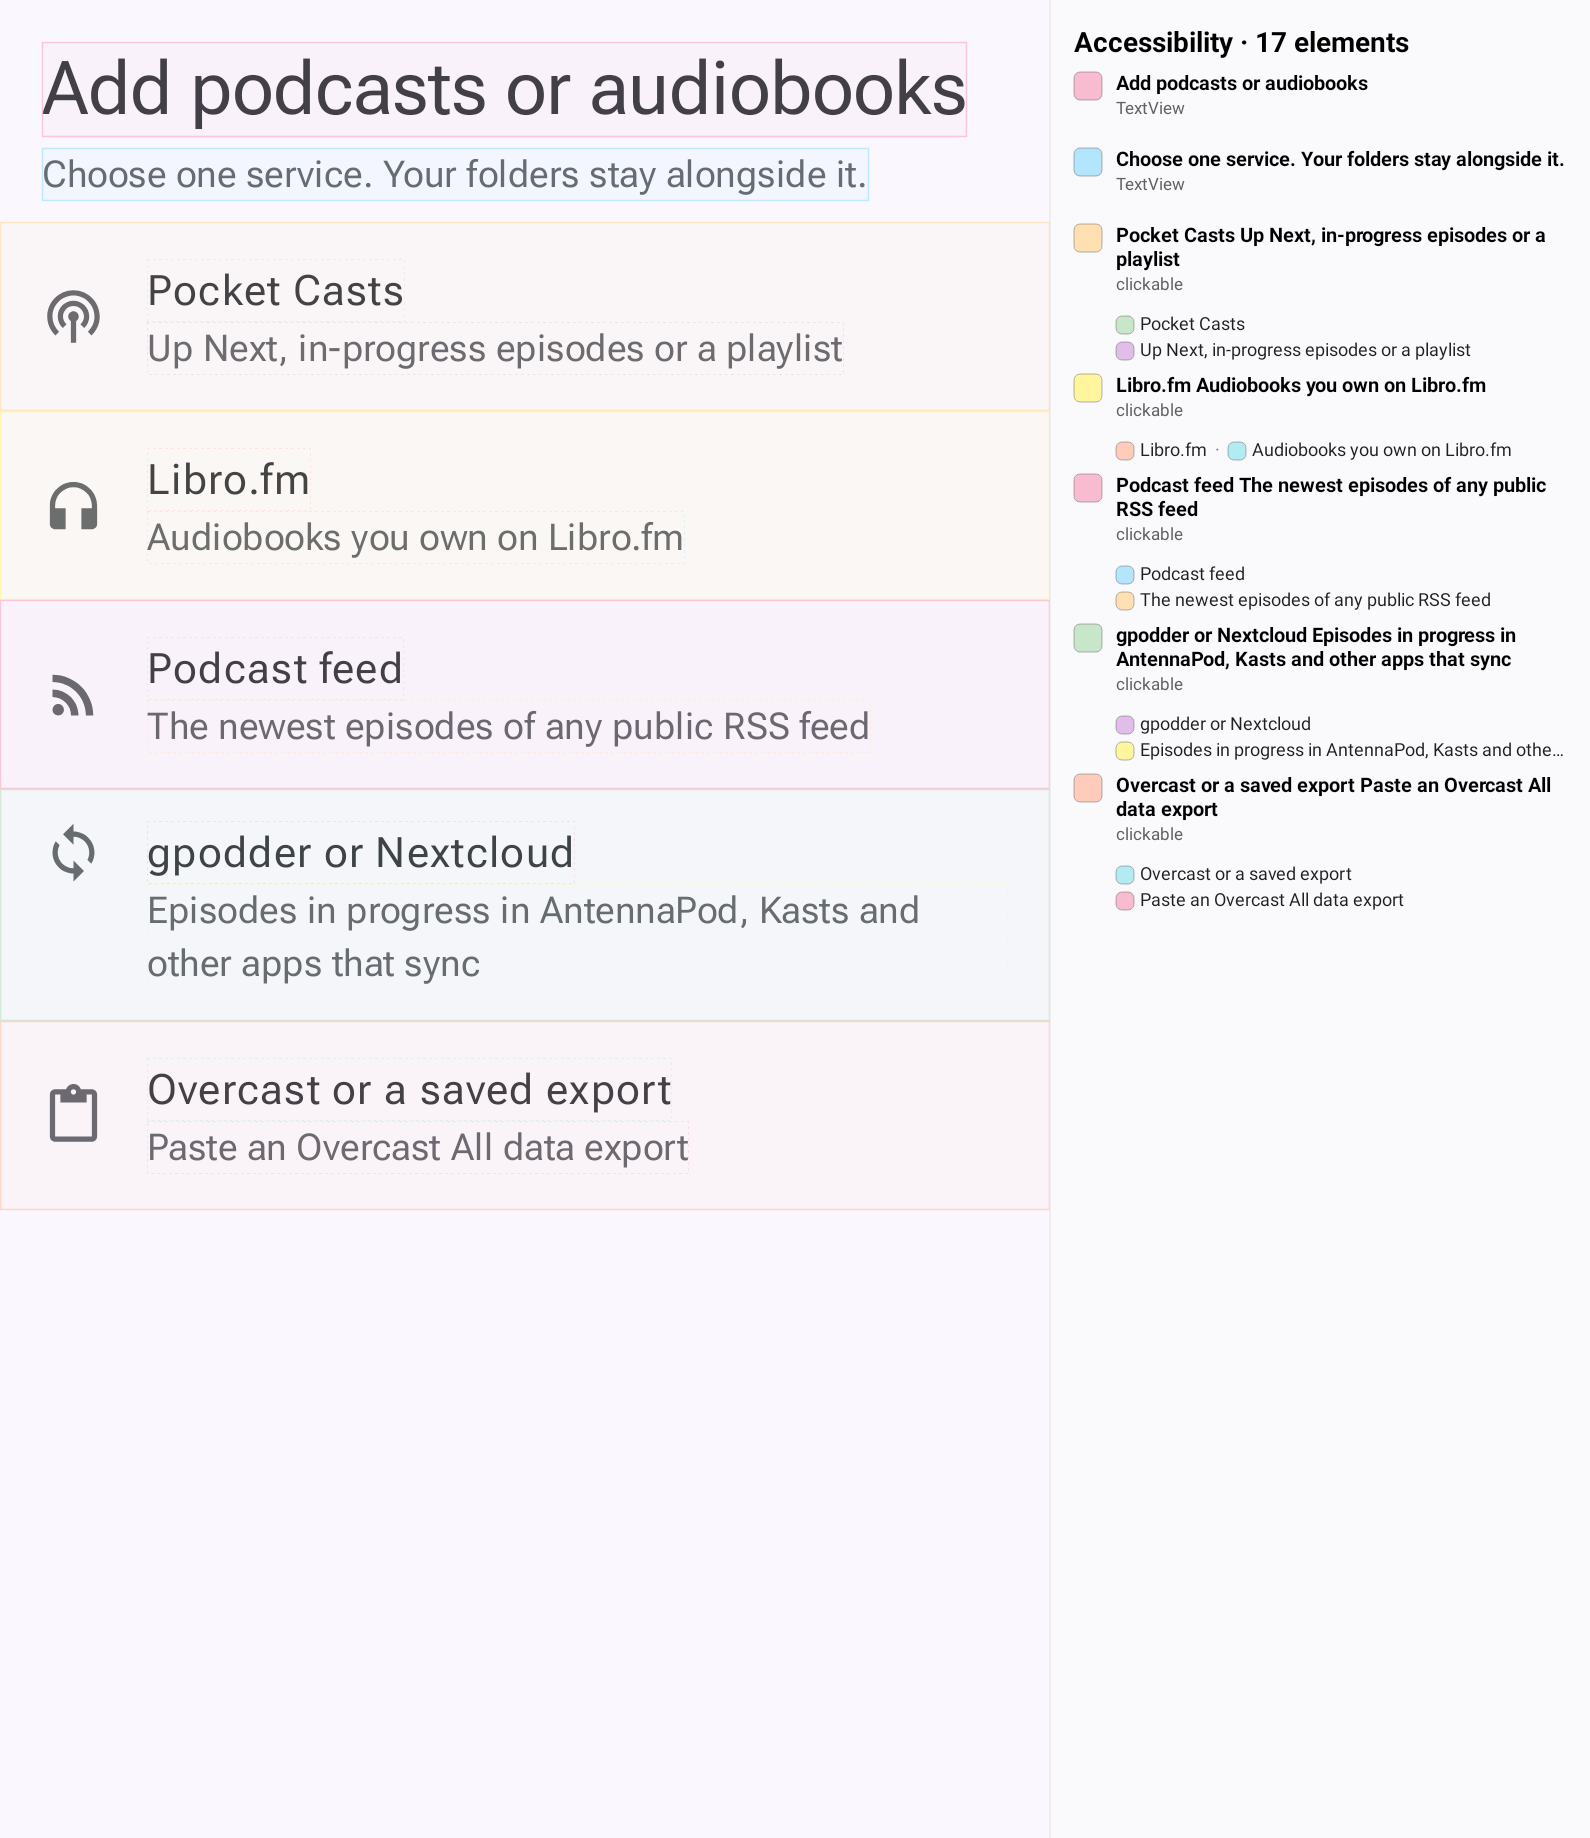 Add podcasts or audiobooks
Choose one service. Your folders stay alongside it.
Pocket Casts
Up Next, in-progress episodes or a playlist
Libro.fm
Audiobooks you own on Libro.fm
Podcast feed
The newest episodes of any public RSS feed
gpodder or Nextcloud
Episodes in progress in AntennaPod, Kasts and
other apps that sync
Overcast or a saved export
Paste an Overcast All data export
Accessibility · 17 elements
Add podcasts or audiobooks
TextView
Choose one service. Your folders stay alongside it.
TextView
Pocket Casts Up Next, in-progress episodes or a
playlist
clickable
Pocket Casts
Up Next, in-progress episodes or a playlist
Libro.fm Audiobooks you own on Libro.fm
clickable
Libro.fm · Audiobooks you own on Libro.fm
Podcast feed The newest episodes of any public
RSS feed
clickable
Podcast feed
The newest episodes of any public RSS feed
gpodder or Nextcloud Episodes in progress in
AntennaPod, Kasts and other apps that sync
clickable
gpodder or Nextcloud
Episodes in progress in AntennaPod, Kasts and othe…
Overcast or a saved export Paste an Overcast All
data export
clickable
Overcast or a saved export
Paste an Overcast All data export